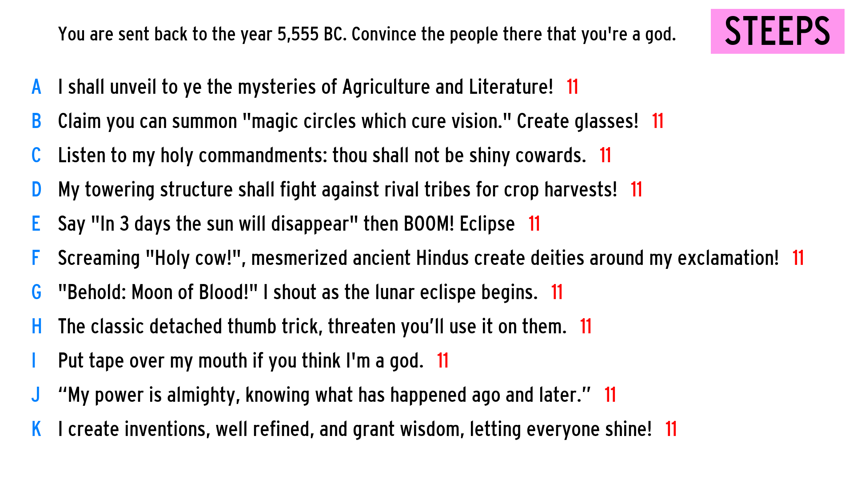 You are sent back to the year 5,555 BC. Convince the people there that you're a god.
STEEPS
A I shall unveil to ye the mysteries of Agriculture and Literature! 11
B Claim you can summon "magic circles which cure vision." Create glasses! 11
C Listen to my holy commandments: thou shall not be shiny cowards. 11
D My towering structure shall fight against rival tribes for crop harvests! 11
E Say "In 3 days the sun will disappear" then BOOM! Eclipse 11
F Screaming "Holy cow!", mesmerized ancient Hindus create deities around my exclamation! 11
G "Behold: Moon of Blood!" I shout as the lunar eclispe begins. 11
H The classic detached thumb trick, threaten you’ll use it on them. 11
I Put tape over my mouth if you think I'm a god. 11
J “My power is almighty, knowing what has happened ago and later.” 11
K I create inventions, well refined, and grant wisdom, letting everyone shine! 11